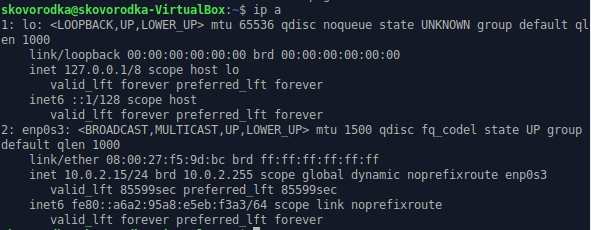 skovorodka@skovorodka-VirtualBox:~$ ip a
1: lo: <LOOPBACK,UP,LOWER_UP> mtu 65536 qdisc noqueue state UNKNOWN group default ql
en 1000
    link/loopback 00:00:00:00:00:00 brd 00:00:00:00:00:00
    inet 127.0.0.1/8 scope host lo
       valid_lft forever preferred_lft forever
    inet6 ::1/128 scope host
       valid_lft forever preferred_lft forever
2: enp0s3: <BROADCAST,MULTICAST,UP,LOWER_UP> mtu 1500 qdisc fq_codel state UP group
default qlen 1000
    link/ether 08:00:27:f5:9d:bc brd ff:ff:ff:ff:ff:ff
    inet 10.0.2.15/24 brd 10.0.2.255 scope global dynamic noprefixroute enp0s3
       valid_lft 85599sec preferred_lft 85599sec
    inet6 fe80::a6a2:95a8:e5eb:f3a3/64 scope link noprefixroute
       valid_lft forever preferred_lft forever